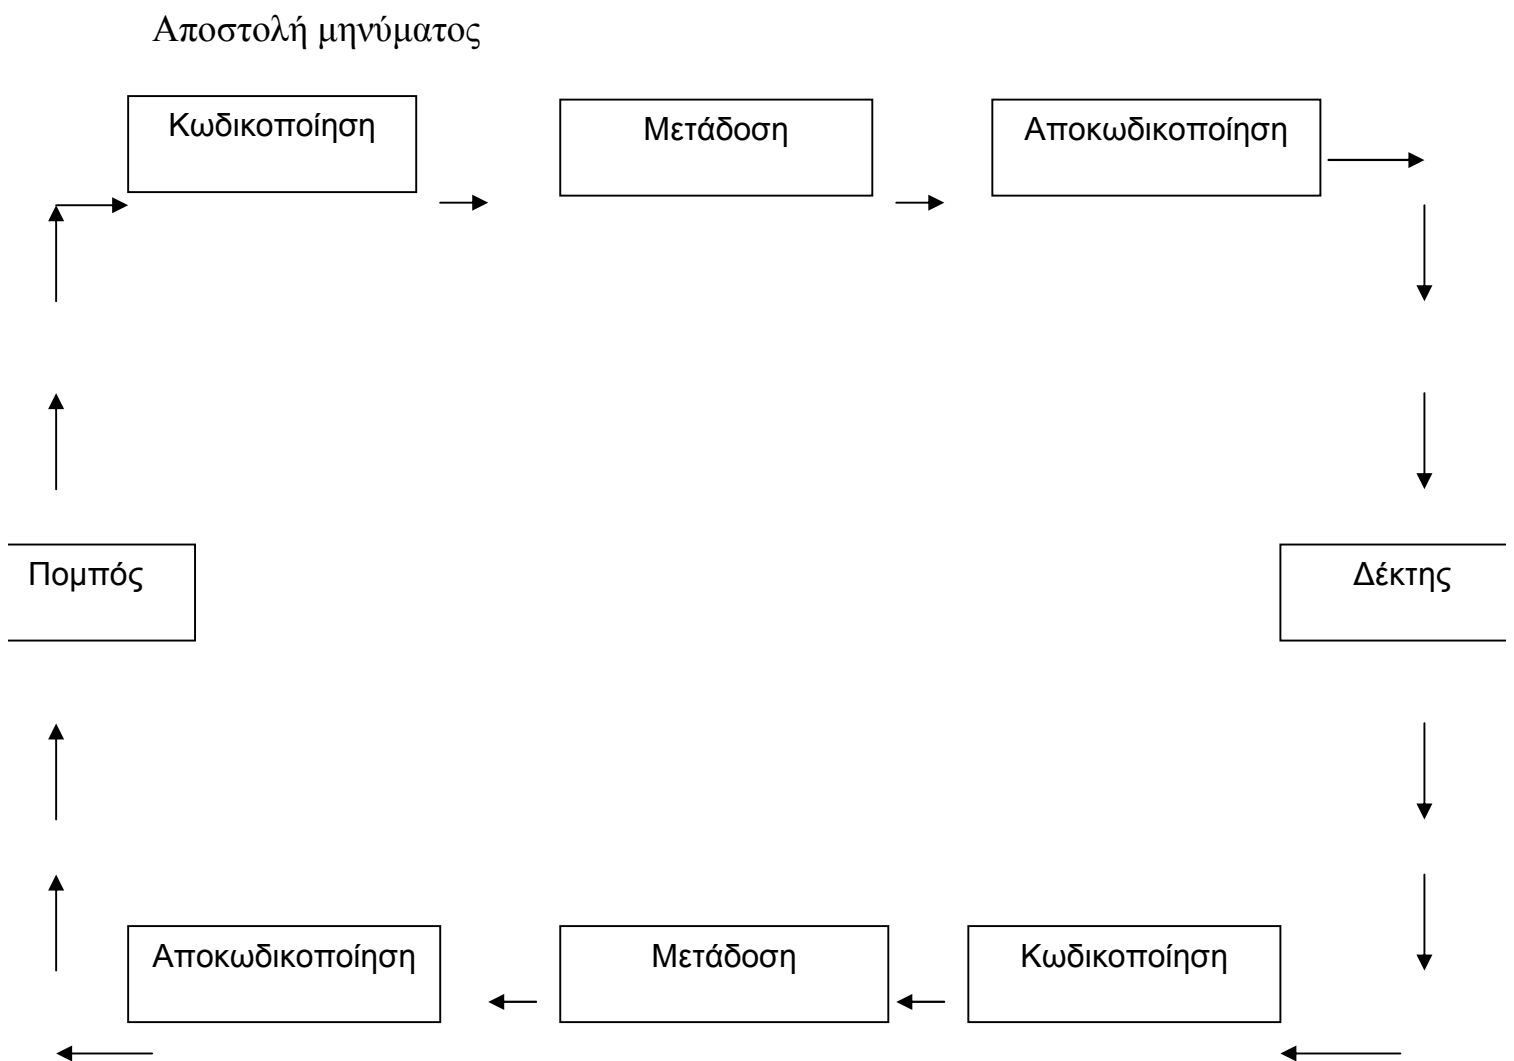 Αποστολή μηνύματος
Κωδικοποίηση
Μετάδοση
Αποκωδικοποίηση
Πομπός
Δέκτης
Αποκωδικοποίηση
Μετάδοση
Κωδικοποίηση